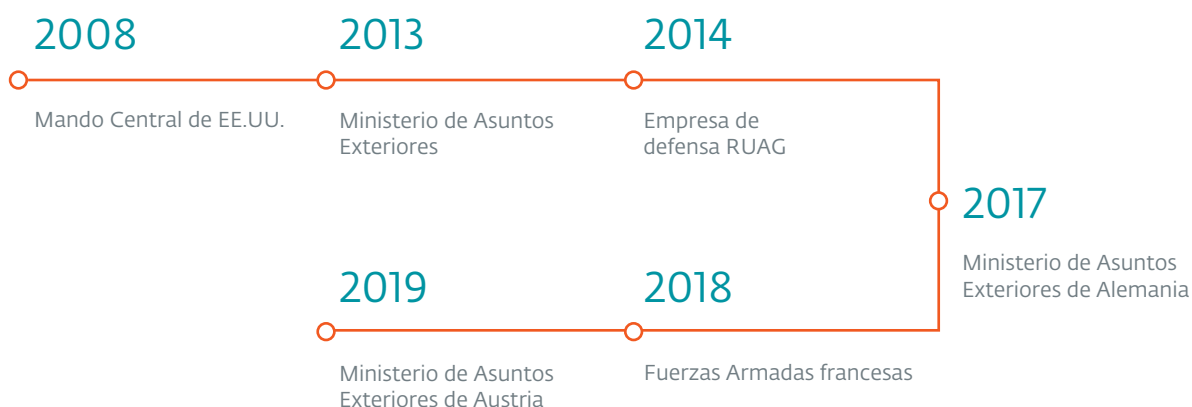 2008
Mando Central de EE.UU.
2013
Ministerio de Asuntos
Exteriores
2014
Empresa de
defensa RUAG
2017
Ministerio de Asuntos
Exteriores de Alemania
2018
Fuerzas Armadas francesas
2019
Ministerio de Asuntos
Exteriores de Austria